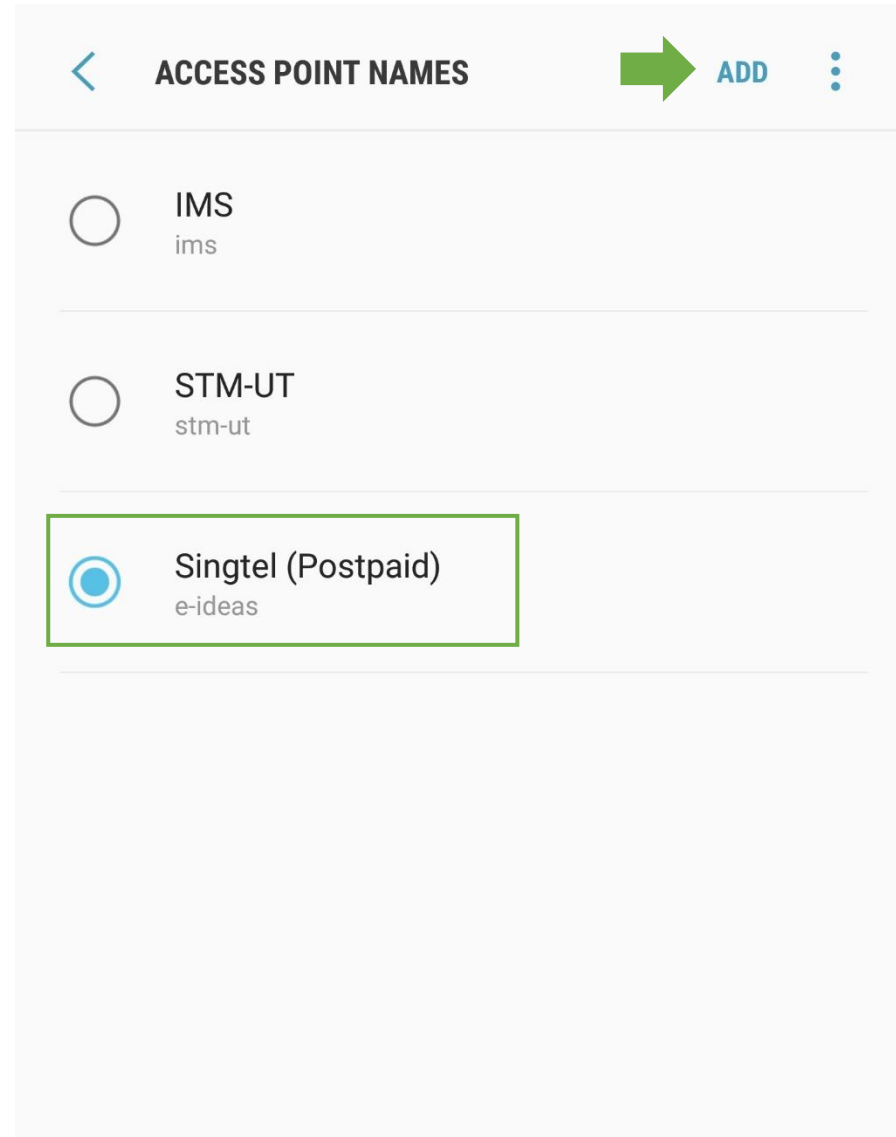 ACCESS POINT NAMES
ADD
IMS
ims
STM-UT
stm-ut
Singtel (Postpaid)
e-ideas